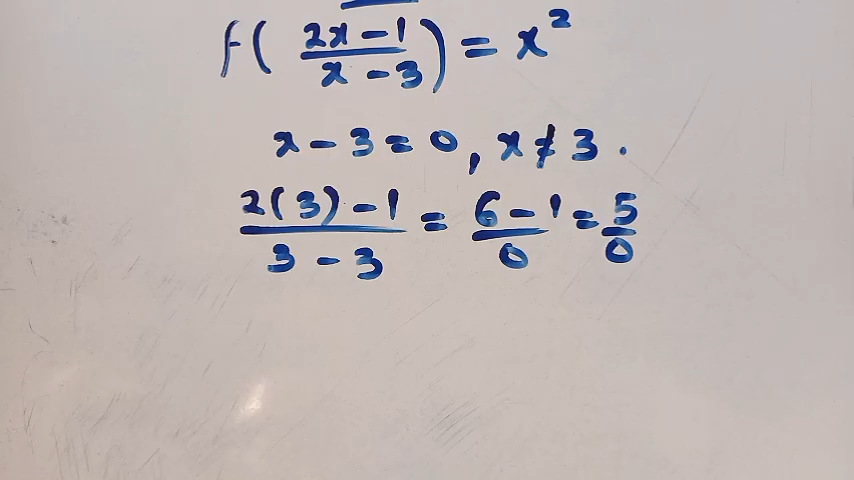 f( (2x-1)/(x-3) ) = x²
x - 3 = 0, x ≠ 3.
(2(3)-1)/(3-3) = (6-1)/0 = 5/0